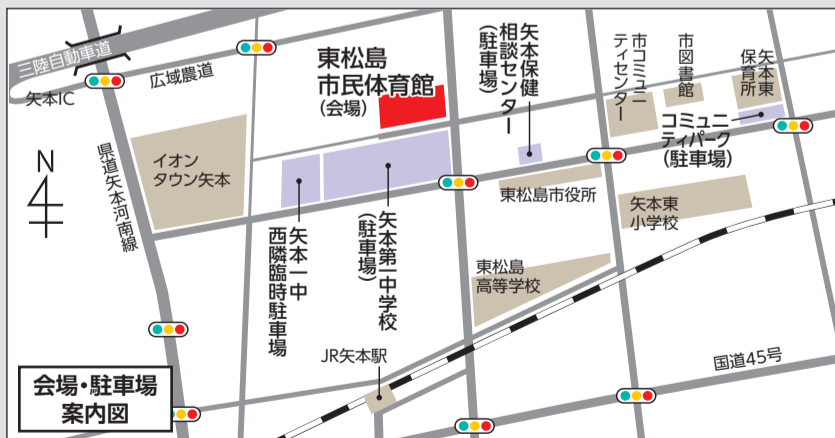 三陸自動車道
矢本IC
広域農道
東松島
市民体育館
(会場)
矢本保健
相談センター
(駐車場)
市コミュニ
ティセンター
市図書館
矢本東
保育所
コミュニ
ティパーク
(駐車場)
N
県道矢本河南線
イオン
タウン矢本
矢本一中
西隣臨時駐車場
矢本第一中学校
(駐車場)
東松島市役所
矢本東
小学校
東松島
高等学校
JR矢本駅
国道45号
会場・駐車場
案内図